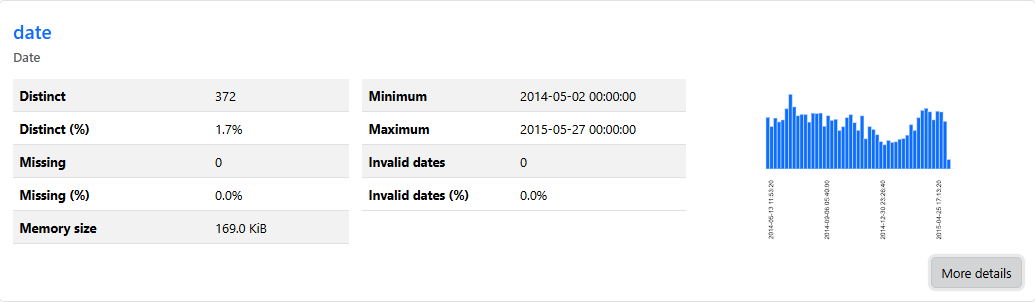 date
Date
Distinct 372
Distinct (%) 1.7%
Missing 0
Missing (%) 0.0%
Memory size 169.0 KiB
Minimum 2014-05-02 00:00:00
Maximum 2015-05-27 00:00:00
Invalid dates 0
Invalid dates (%) 0.0%
2014-05-13 11:53:20
2014-09-06 05:40:00
2014-12-30 23:26:40
2015-04-25 17:13:20
More details